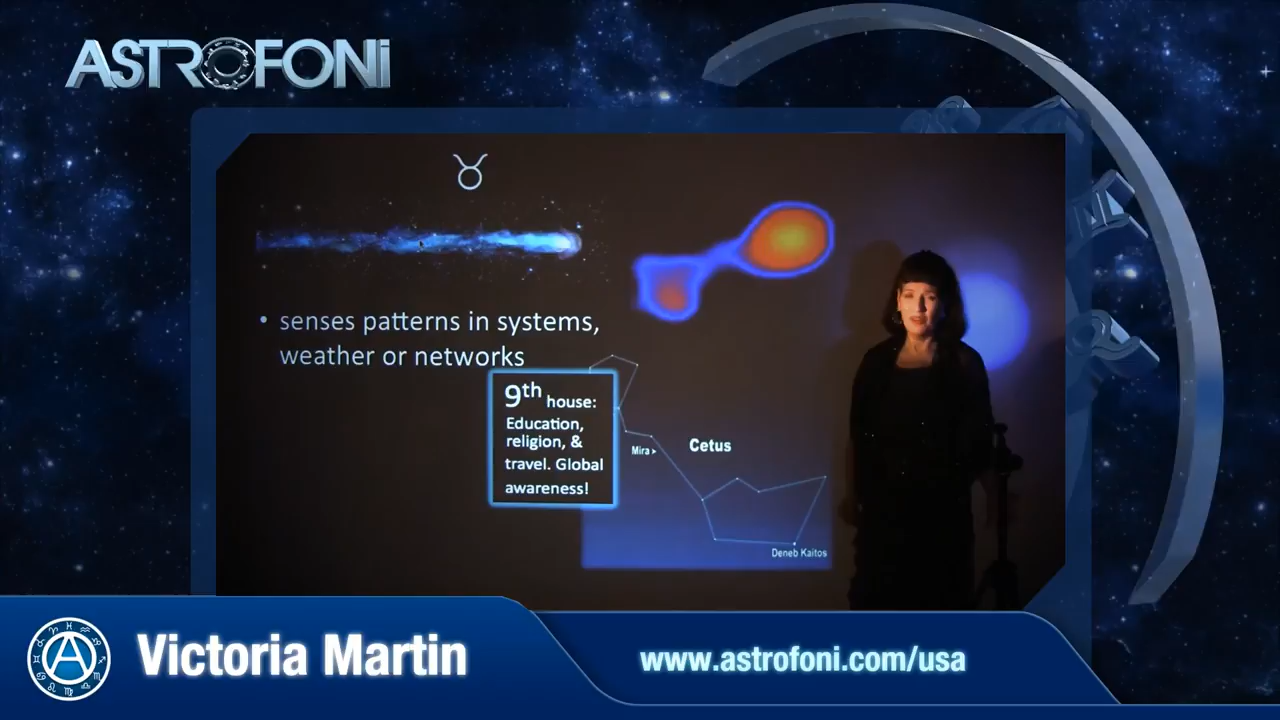 ASTROFONi
♉
• senses patterns in systems,
weather or networks
9th house:
Education,
religion, &
travel. Global
awareness!
Mira
Cetus
Deneb Kaitos
Victoria Martin
www.astrofoni.com/usa